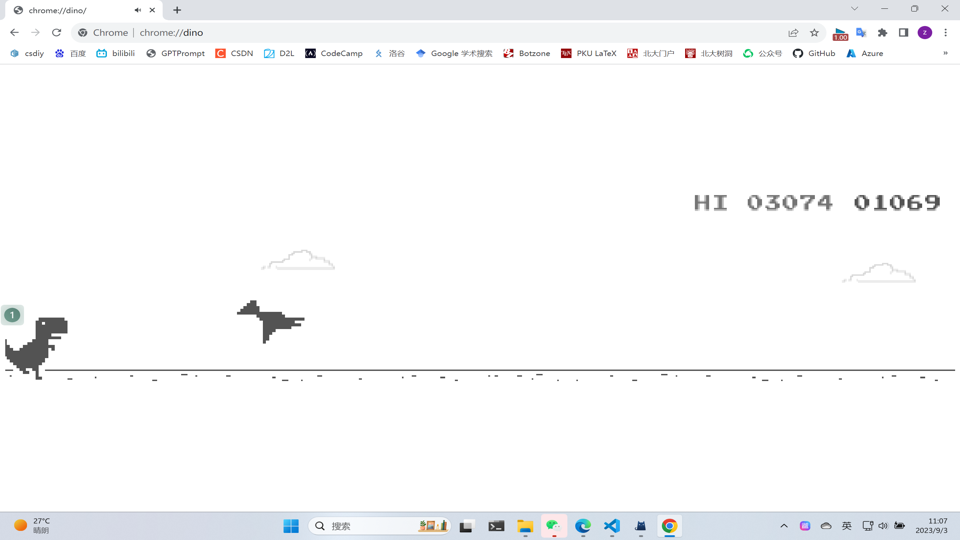 chrome://dino/
Chrome | chrome://dino
1.00
z
csdiy 百度 bilibili GPTPrompt CSDN D2L CodeCamp 洛谷 Google 学术搜索 Botzone PKU LaTeX 北大门户 北大树洞 公众号 GitHub Azure »
HI 03074 01069
1
27°C
晴朗
搜索
英
11:07
2023/9/3